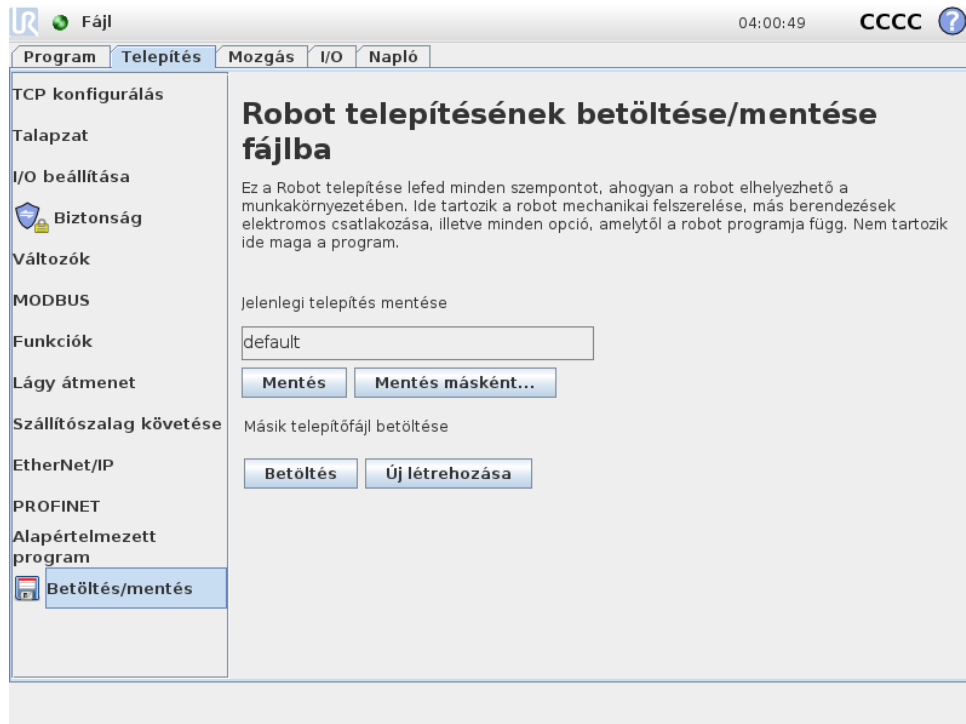 UR
Fájl
04:00:49
CCCC
?
Program
Telepítés
Mozgás
I/O
Napló
TCP konfigurálás
Talapzat
I/O beállítása
Biztonság
Változók
MODBUS
Funkciók
Lágy átmenet
Szállítószalag követése
EtherNet/IP
PROFINET
Alapértelmezett
program
Betöltés/mentés
Robot telepítésének betöltése/mentése
fájlba
Ez a Robot telepítése lefed minden szempontot, ahogyan a robot elhelyezhető a
munkakörnyezetében. Ide tartozik a robot mechanikai felszerelése, más berendezések
elektromos csatlakozása, illetve minden opció, amelytől a robot programja függ. Nem tartozik
ide maga a program.
Jelenlegi telepítés mentése
default
Mentés
Mentés másként...
Másik telepítőfájl betöltése
Betöltés
Új létrehozása